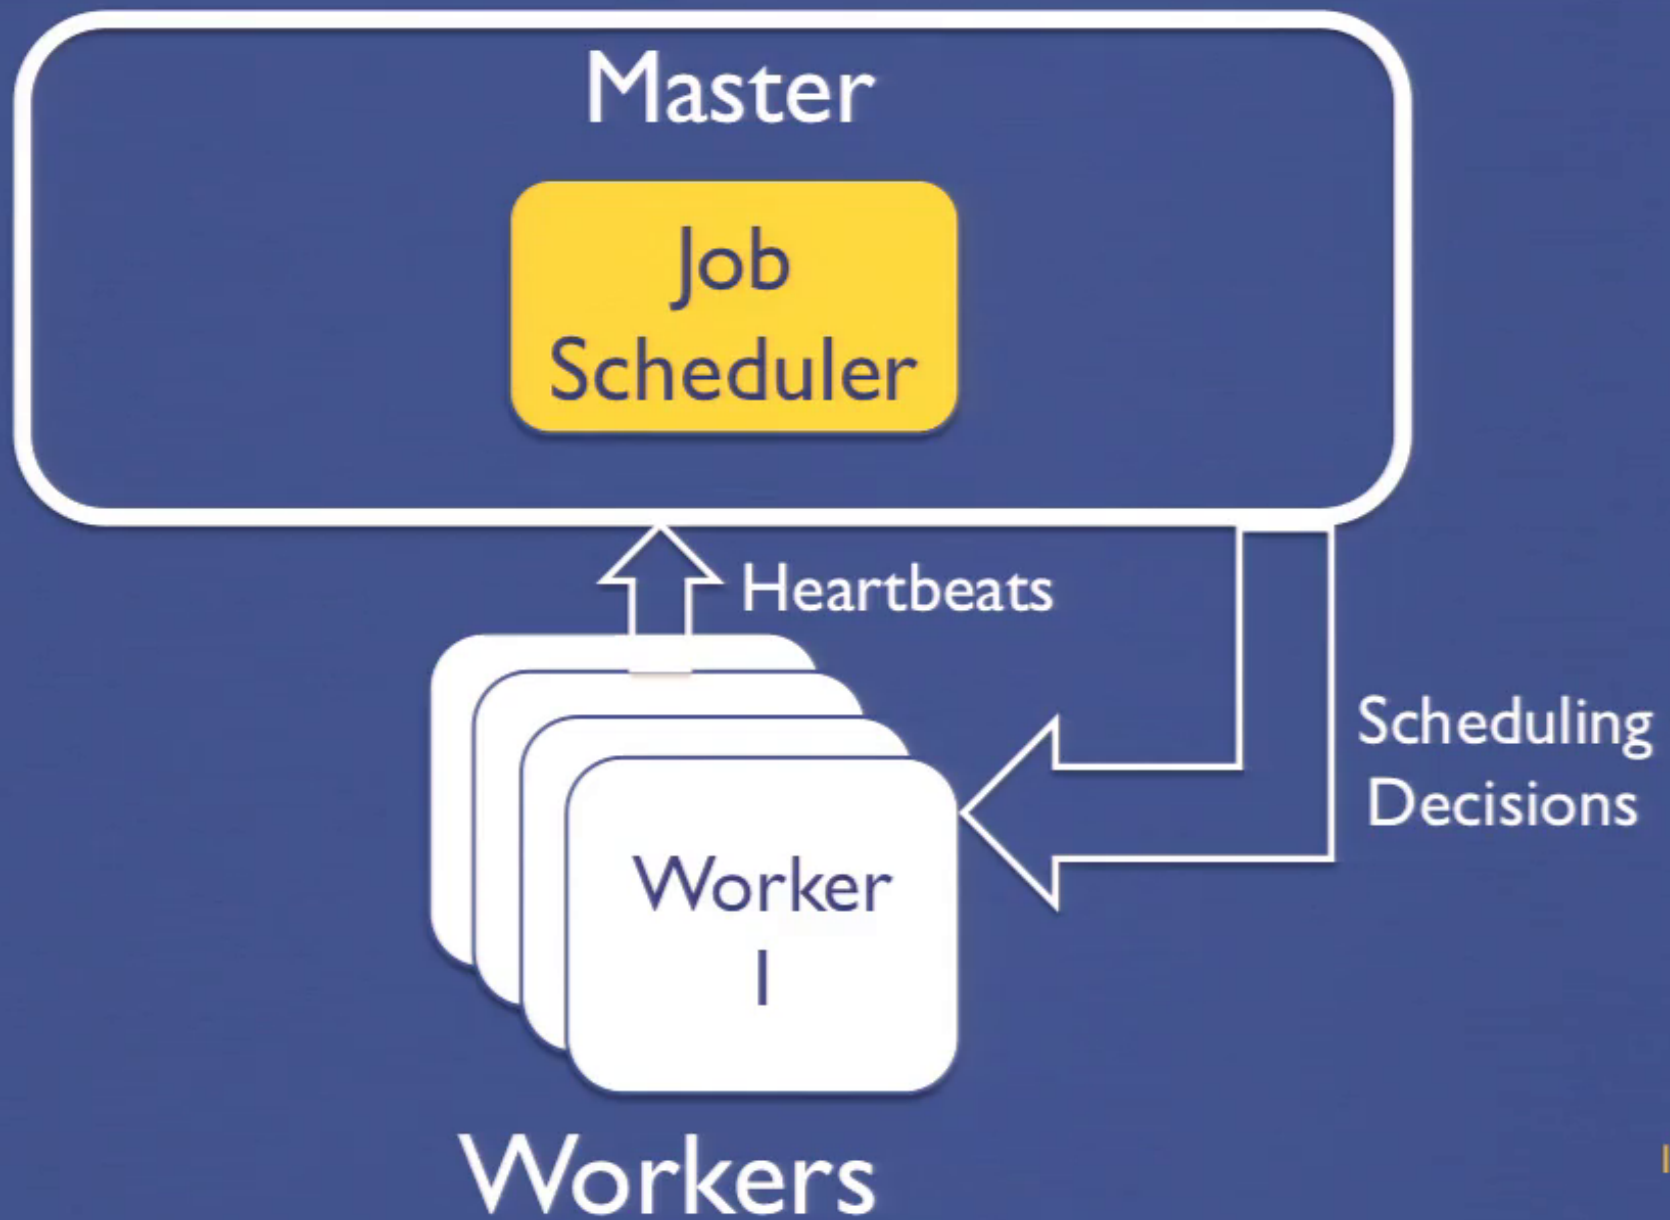 Master
Job
Scheduler
Heartbeats
Scheduling
Decisions
Worker
1
Workers